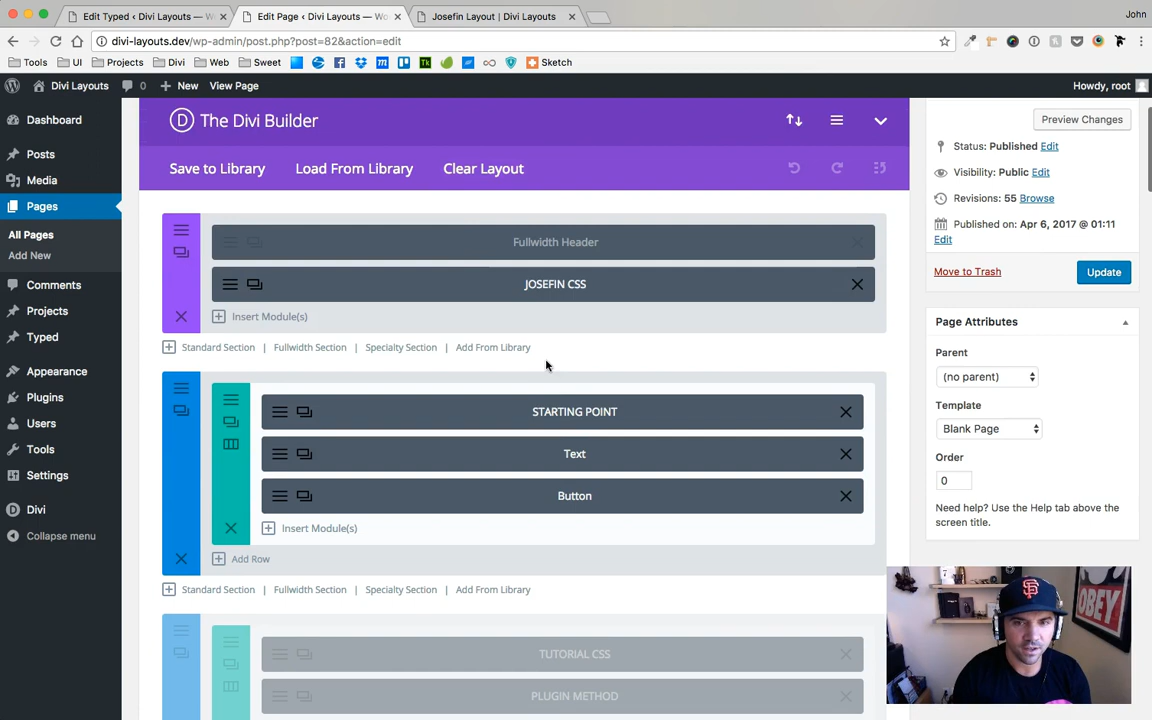 Edit Typed ‹ Divi Layouts — W
Edit Page ‹ Divi Layouts — Wo
Josefin Layout | Divi Layouts
John
divi-layouts.dev/wp-admin/post.php?post=82&action=edit
Tools
UI
Projects
Divi
Web
Sweet
Sketch
Divi Layouts
0
New
View Page
Howdy, root
Dashboard
Posts
Media
Pages
All Pages
Add New
Comments
Projects
Typed
Appearance
Plugins
Users
Tools
Settings
Divi
Collapse menu
D The Divi Builder
Save to Library
Load From Library
Clear Layout
Fullwidth Header
JOSEFIN CSS
Insert Module(s)
Standard Section | Fullwidth Section | Specialty Section | Add From Library
STARTING POINT
Text
Button
Insert Module(s)
Add Row
Standard Section | Fullwidth Section | Specialty Section | Add From Library
TUTORIAL CSS
PLUGIN METHOD
Preview Changes
Status: Published Edit
Visibility: Public Edit
Revisions: 55 Browse
Published on: Apr 6, 2017 @ 01:11
Edit
Move to Trash
Update
Page Attributes
Parent
(no parent)
Template
Blank Page
Order
0
Need help? Use the Help tab above the
screen title.
OBEY